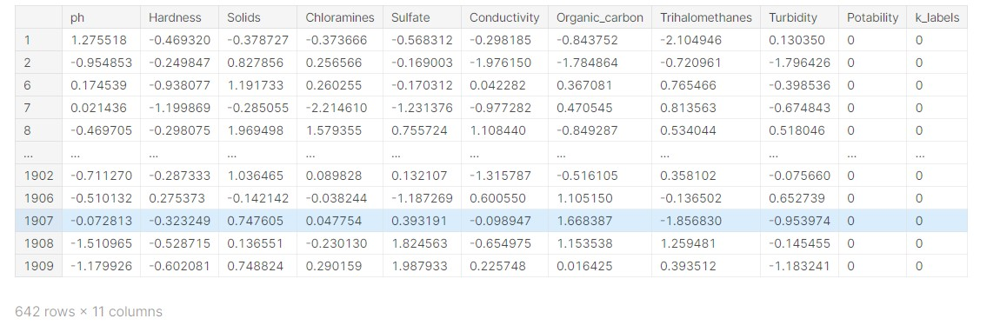 ph Hardness Solids Chloramines Sulfate Conductivity Organic_carbon Trihalomethanes Turbidity Potability k_labels
1 1.275518 -0.469320 -0.378727 -0.373666 -0.568312 -0.298185 -0.843752 -2.104946 0.130350 0 0
2 -0.954853 -0.249847 0.827856 0.256566 -0.169003 -1.976150 -1.784864 -0.720961 -1.796426 0 0
6 0.174539 -0.938077 1.191733 0.260255 -0.170312 0.042282 0.367081 0.765466 -0.398536 0 0
7 0.021436 -1.199869 -0.285055 -2.214610 -1.231376 -0.977282 0.470545 0.813563 -0.674843 0 0
8 -0.469705 -0.298075 1.969498 1.579355 0.755724 1.108440 -0.849287 0.534044 0.518046 0 0
... ... ... ... ... ... ... ... ... ... ... ...
1902 -0.711270 -0.287333 1.036465 0.089828 0.132107 -1.315787 -0.516105 0.358102 -0.075660 0 0
1906 -0.510132 0.275373 -0.142142 -0.038244 -1.187269 0.600550 1.105150 -0.136502 0.652739 0 0
1907 -0.072813 -0.323249 0.747605 0.047754 0.393191 -0.098947 1.668387 -1.856830 -0.953974 0 0
1908 -1.510965 -0.528715 0.136551 -0.230130 1.824563 -0.654975 1.153538 1.259481 -0.145455 0 0
1909 -1.179926 -0.602081 0.748824 0.290159 1.987933 0.225748 0.016425 0.393512 -1.183241 0 0
642 rows × 11 columns